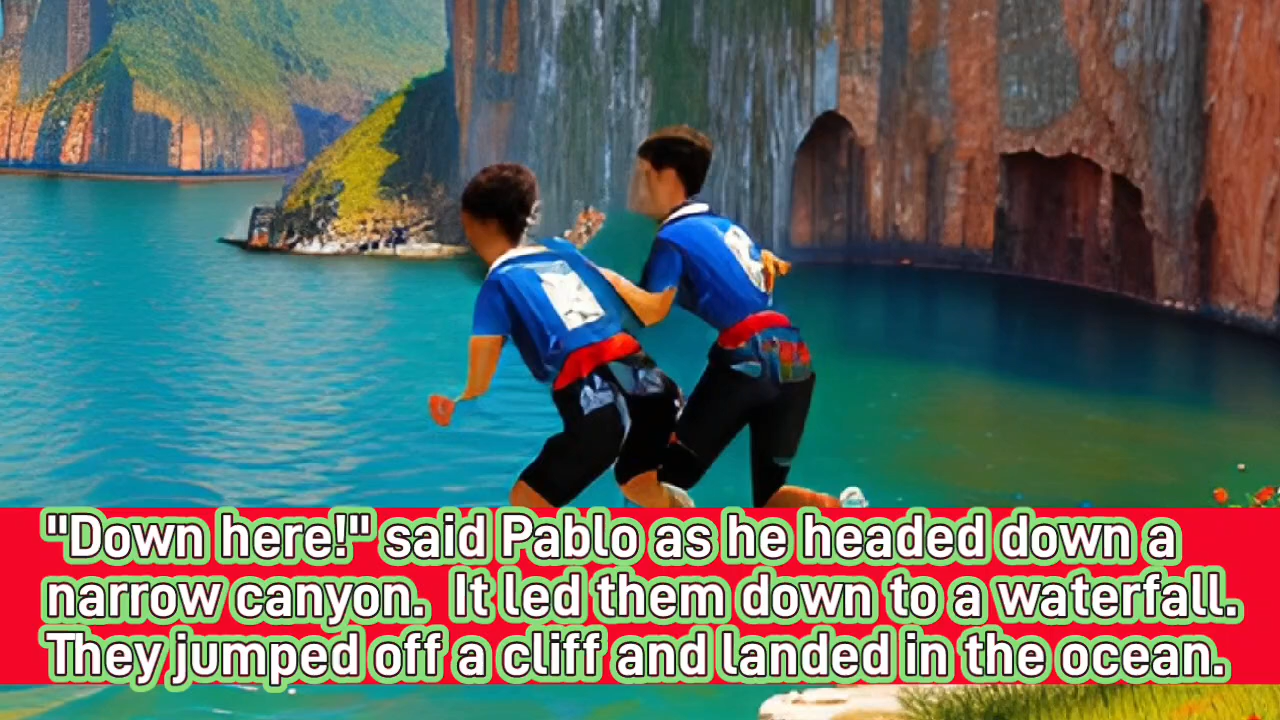 "Down here!" said Pablo as he headed down a
narrow canyon.  It led them down to a waterfall.
They jumped off a cliff and landed in the ocean.